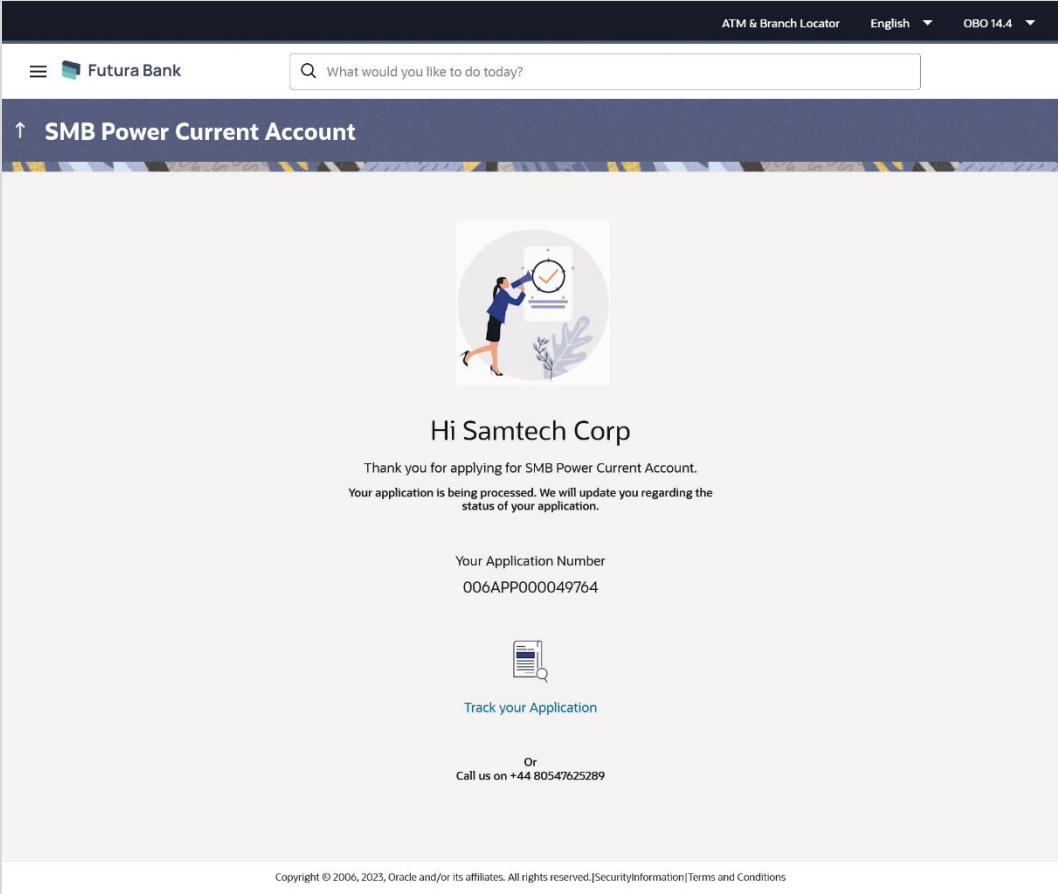 ATM & Branch Locator English OBO 14.4
Futura Bank
What would you like to do today?
SMB Power Current Account
Hi Samtech Corp
Thank you for applying for SMB Power Current Account.
Your application is being processed. We will update you regarding the
status of your application.
Your Application Number
006APP000049764
Track your Application
Or
Call us on +44 80547625289
Copyright © 2006, 2023, Oracle and/or its affiliates. All rights reserved.|SecurityInformation|Terms and Conditions